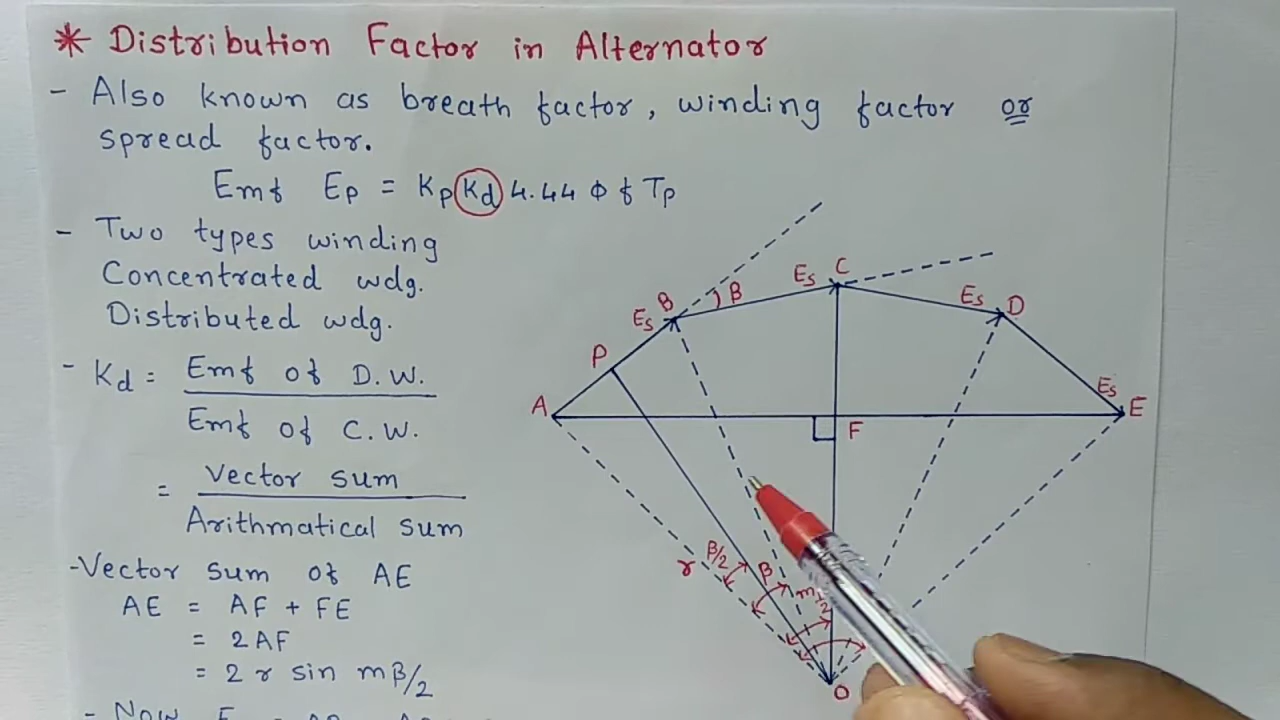 * Distribution Factor in Alternator
- Also known as breath factor, winding factor or
spread factor.
Emf Ep = Kp Kd 4.44 Φ f Tp
- Two types winding
Concentrated wdg.
Distributed wdg.
- Kd = Emf of D.W.
Emf of C.W.
= Vector sum
Arithmatical sum
- Vector sum of AE
AE = AF + FE
= 2AF
= 2 r sin mβ/2
- Now
A
P
Es
B
β
Es
C
Es
D
Es
E
F
r
β/2
β
O